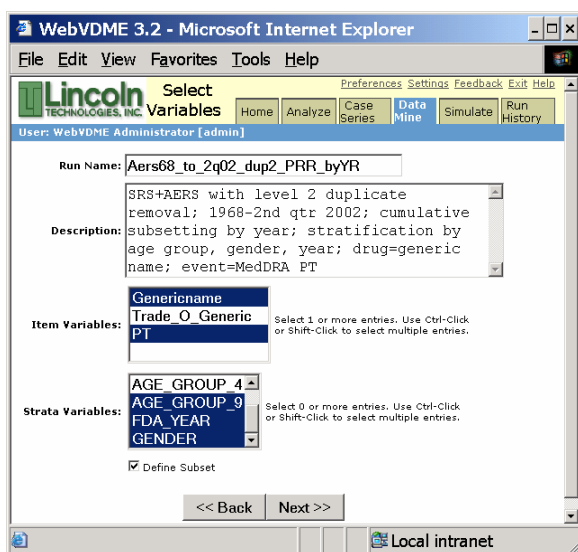 WebVDME 3.2 - Microsoft Internet Explorer
File Edit View Favorites Tools Help
Lincoln
TECHNOLOGIES, INC.
Select
Variables
Preferences Settings Feedback Exit Help
Home Analyze Case Series Data Mine Simulate Run History
User: WebVDME Administrator [admin]
Run Name: Aers68_to_2q02_dup2_PRR_byYR
Description:
SRS+AERS with level 2 duplicate
removal; 1968-2nd qtr 2002; cumulative
subsetting by year; stratification by
age group, gender, year; drug=generic
name; event=MedDRA PT
Item Variables:
Genericname
Trade_O_Generic
PT
Select 1 or more entries. Use Ctrl-Click
or Shift-Click to select multiple entries.
Strata Variables:
AGE_GROUP_4
AGE_GROUP_9
FDA_YEAR
GENDER
Select 0 or more entries. Use Ctrl-Click
or Shift-Click to select multiple entries.
Define Subset
<< Back Next >>
Local intranet